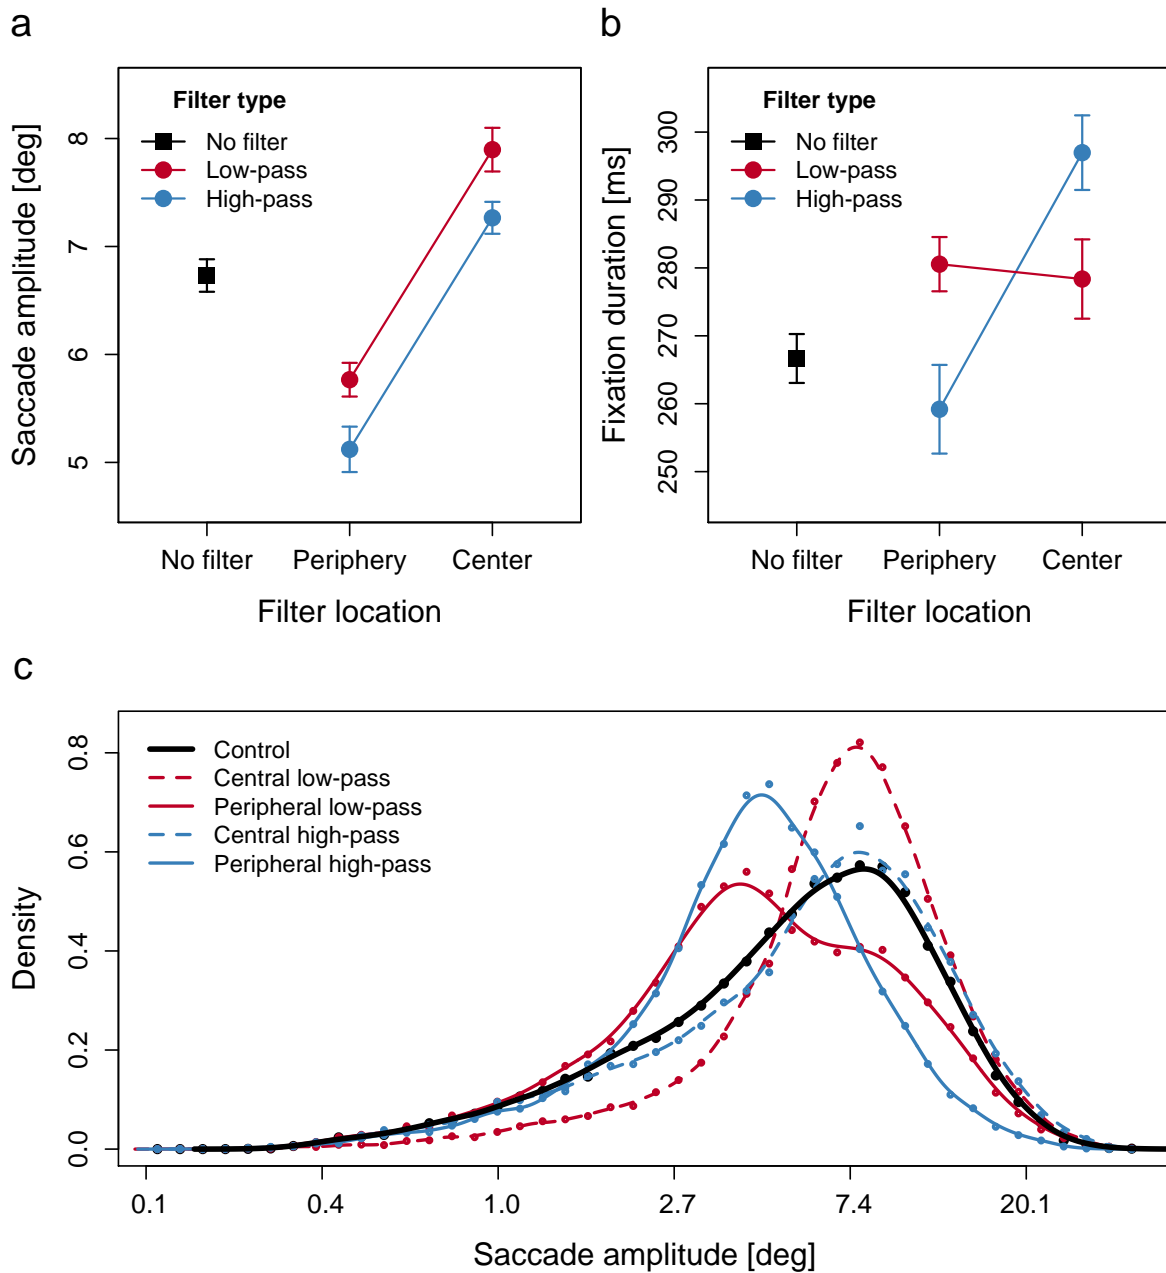 a
Filter type
No filter
Low-pass
High-pass
Saccade amplitude [deg]
8
7
6
5
No filter
Periphery
Center
Filter location
b
Filter type
No filter
Low-pass
High-pass
Fixation duration [ms]
300
290
280
270
260
250
No filter
Periphery
Center
Filter location
c
Control
Central low-pass
Peripheral low-pass
Central high-pass
Peripheral high-pass
Density
0.8
0.6
0.4
0.2
0.0
0.1
0.4
1.0
2.7
7.4
20.1
Saccade amplitude [deg]